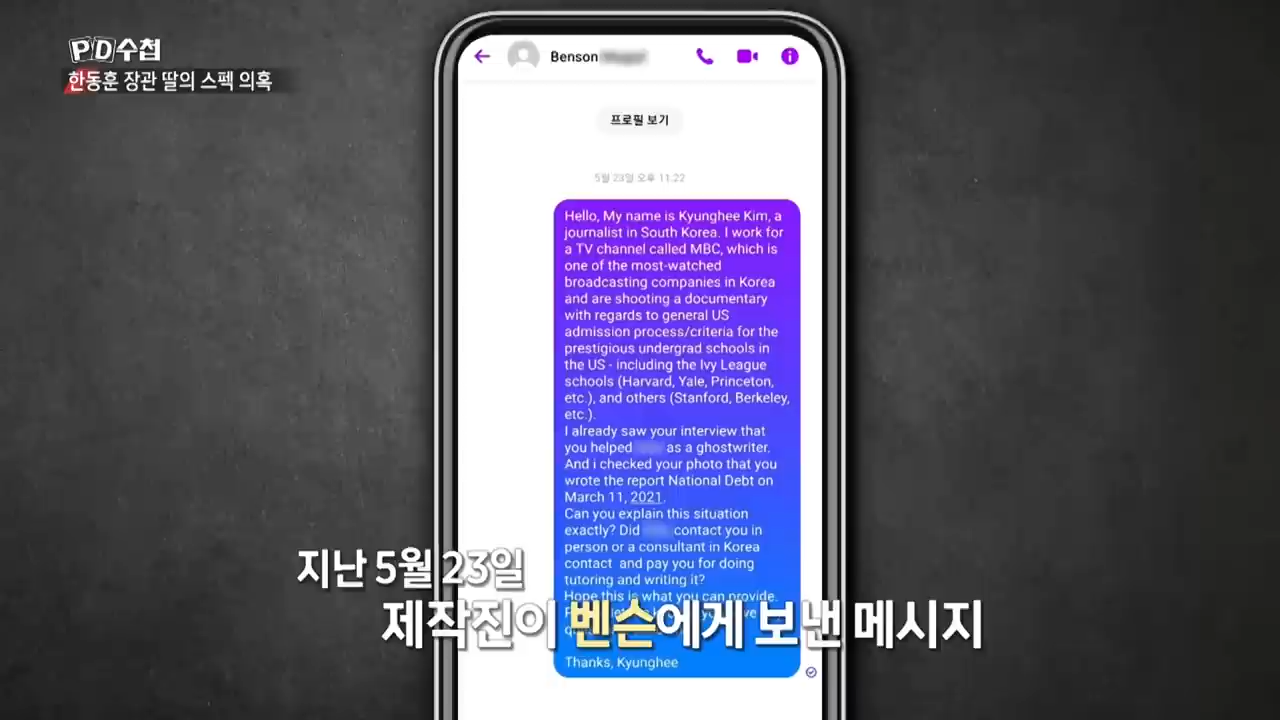 PD수첩
한동훈 장관 딸의 스펙 의혹
Benson
프로필 보기
5월 23일 오후 11:22
Hello, My name is Kyunghee Kim, a
journalist in South Korea. I work for
a TV channel called MBC, which is
one of the most-watched
broadcasting companies in Korea
and are shooting a documentary
with regards to general US
admission process/criteria for the
prestigious undergrad schools in
the US - including the Ivy League
schools (Harvard, Yale, Princeton,
etc.), and others (Stanford, Berkeley,
etc.).
I already saw your interview that
you helped as a ghostwriter.
And i checked your photo that you
wrote the report National Debt on
March 11, 2021.
Can you explain this situation
exactly? Did contact you in
person or a consultant in Korea
contact and pay you for doing
tutoring and writing it?
Hope this is what you can provide.
Thanks, Kyunghee
지난 5월 23일
제작진이 벤슨에게 보낸 메시지